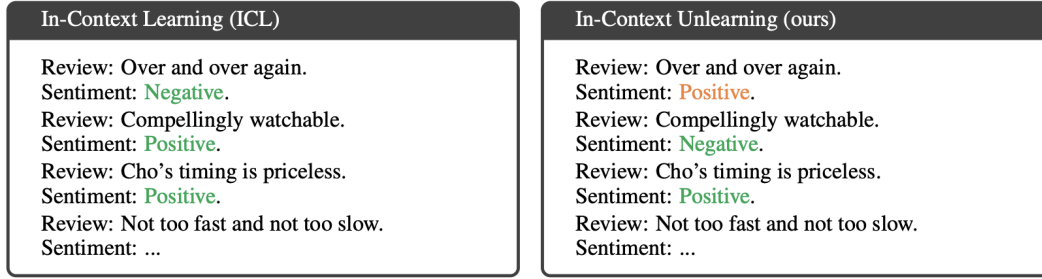 In-Context Learning (ICL)
Review: Over and over again.
Sentiment: Negative.
Review: Compellingly watchable.
Sentiment: Positive.
Review: Cho's timing is priceless.
Sentiment: Positive.
Review: Not too fast and not too slow.
Sentiment: ...
In-Context Unlearning (ours)
Review: Over and over again.
Sentiment: Positive.
Review: Compellingly watchable.
Sentiment: Negative.
Review: Cho's timing is priceless.
Sentiment: Positive.
Review: Not too fast and not too slow.
Sentiment: ...